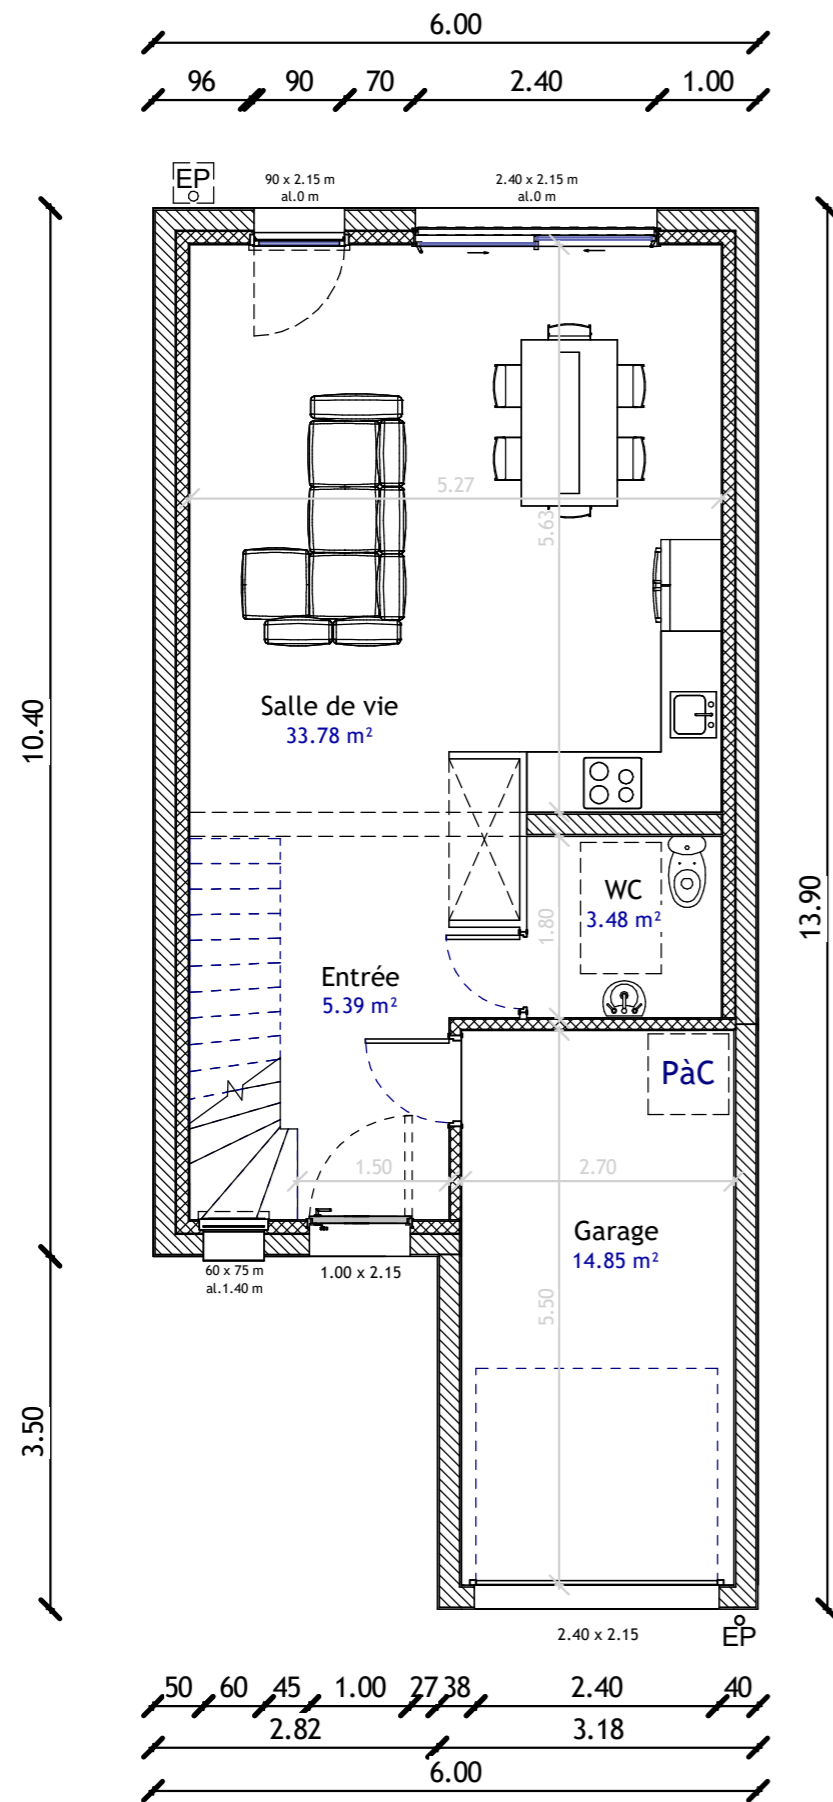 6.00
96 90 70 2.40 1.00
EP
90 x 2.15 m
al.0 m
2.40 x 2.15 m
al.0 m
5.27
5.63
10.40
13.90
Salle de vie
33.78 m²
WC
3.48 m²
1.80
Entrée
5.39 m²
PàC
1.50
2.70
Garage
14.85 m²
5.50
60 x 75 m
al.1.40 m
1.00 x 2.15
3.50
2.40 x 2.15
EP
50 60 45 1.00 27 38 2.40 40
2.82 3.18
6.00